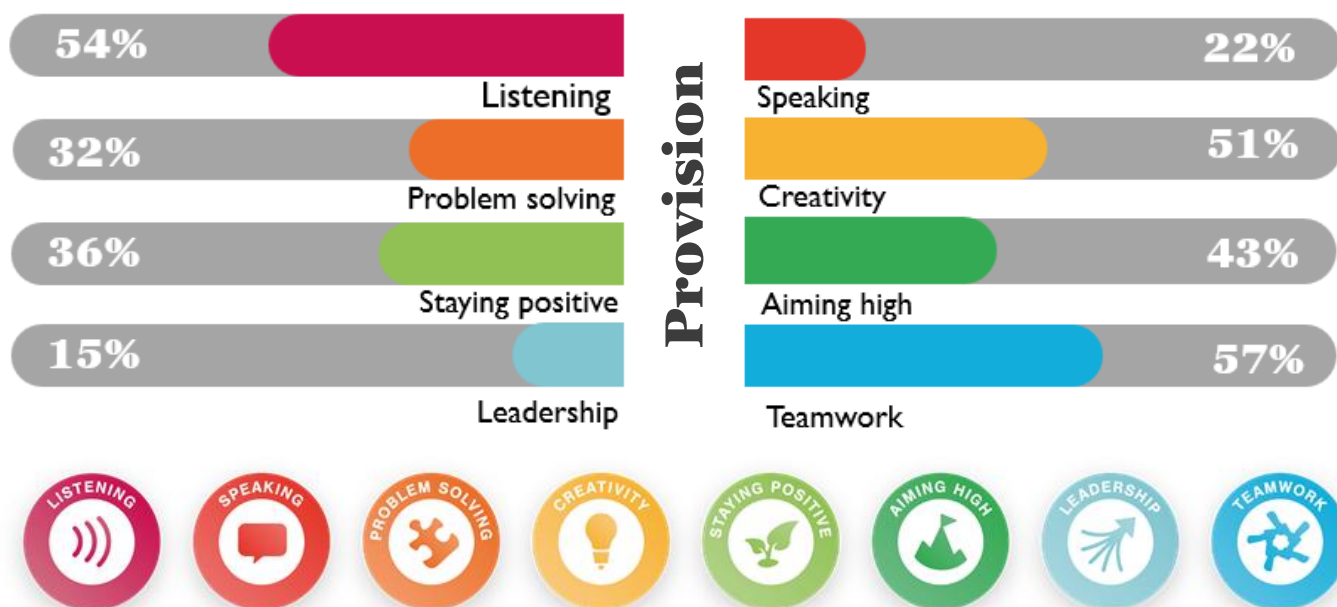 54%
Listening
32%
Problem solving
36%
Staying positive
15%
Leadership
Provision
22%
Speaking
51%
Creativity
43%
Aiming high
57%
Teamwork
LISTENING
SPEAKING
PROBLEM SOLVING
CREATIVITY
STAYING POSITIVE
AIMING HIGH
LEADERSHIP
TEAMWORK